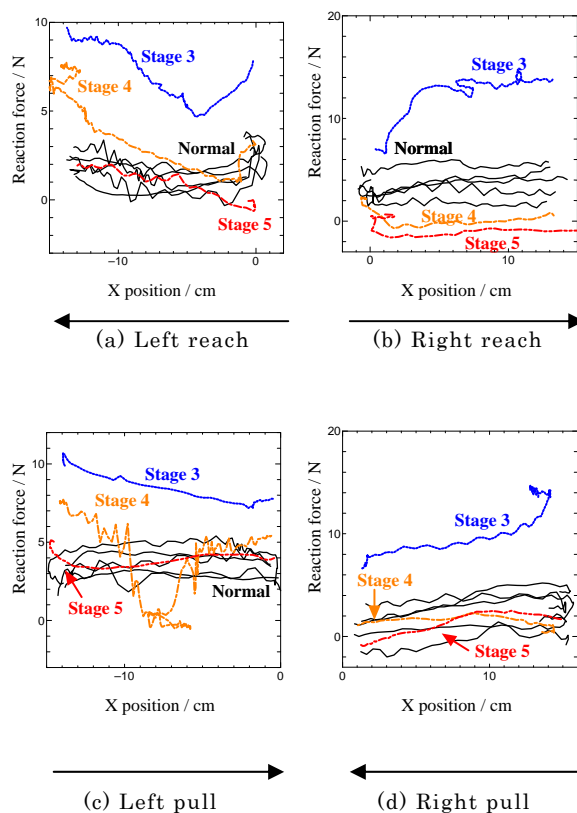 Reaction force / N
10
5
0
Stage 3
Stage 4
Normal
Stage 5
−10
0
X position / cm
(a) Left reach
Reaction force / N
20
10
0
Stage 3
Normal
Stage 4
Stage 5
0
10
X position / cm
(b) Right reach
Reaction force / N
10
5
0
Stage 3
Stage 4
Stage 5
Normal
−10
0
X position / cm
(c) Left pull
Reaction force / N
20
10
0
Stage 3
Stage 4
Stage 5
0
10
X position / cm
(d) Right pull